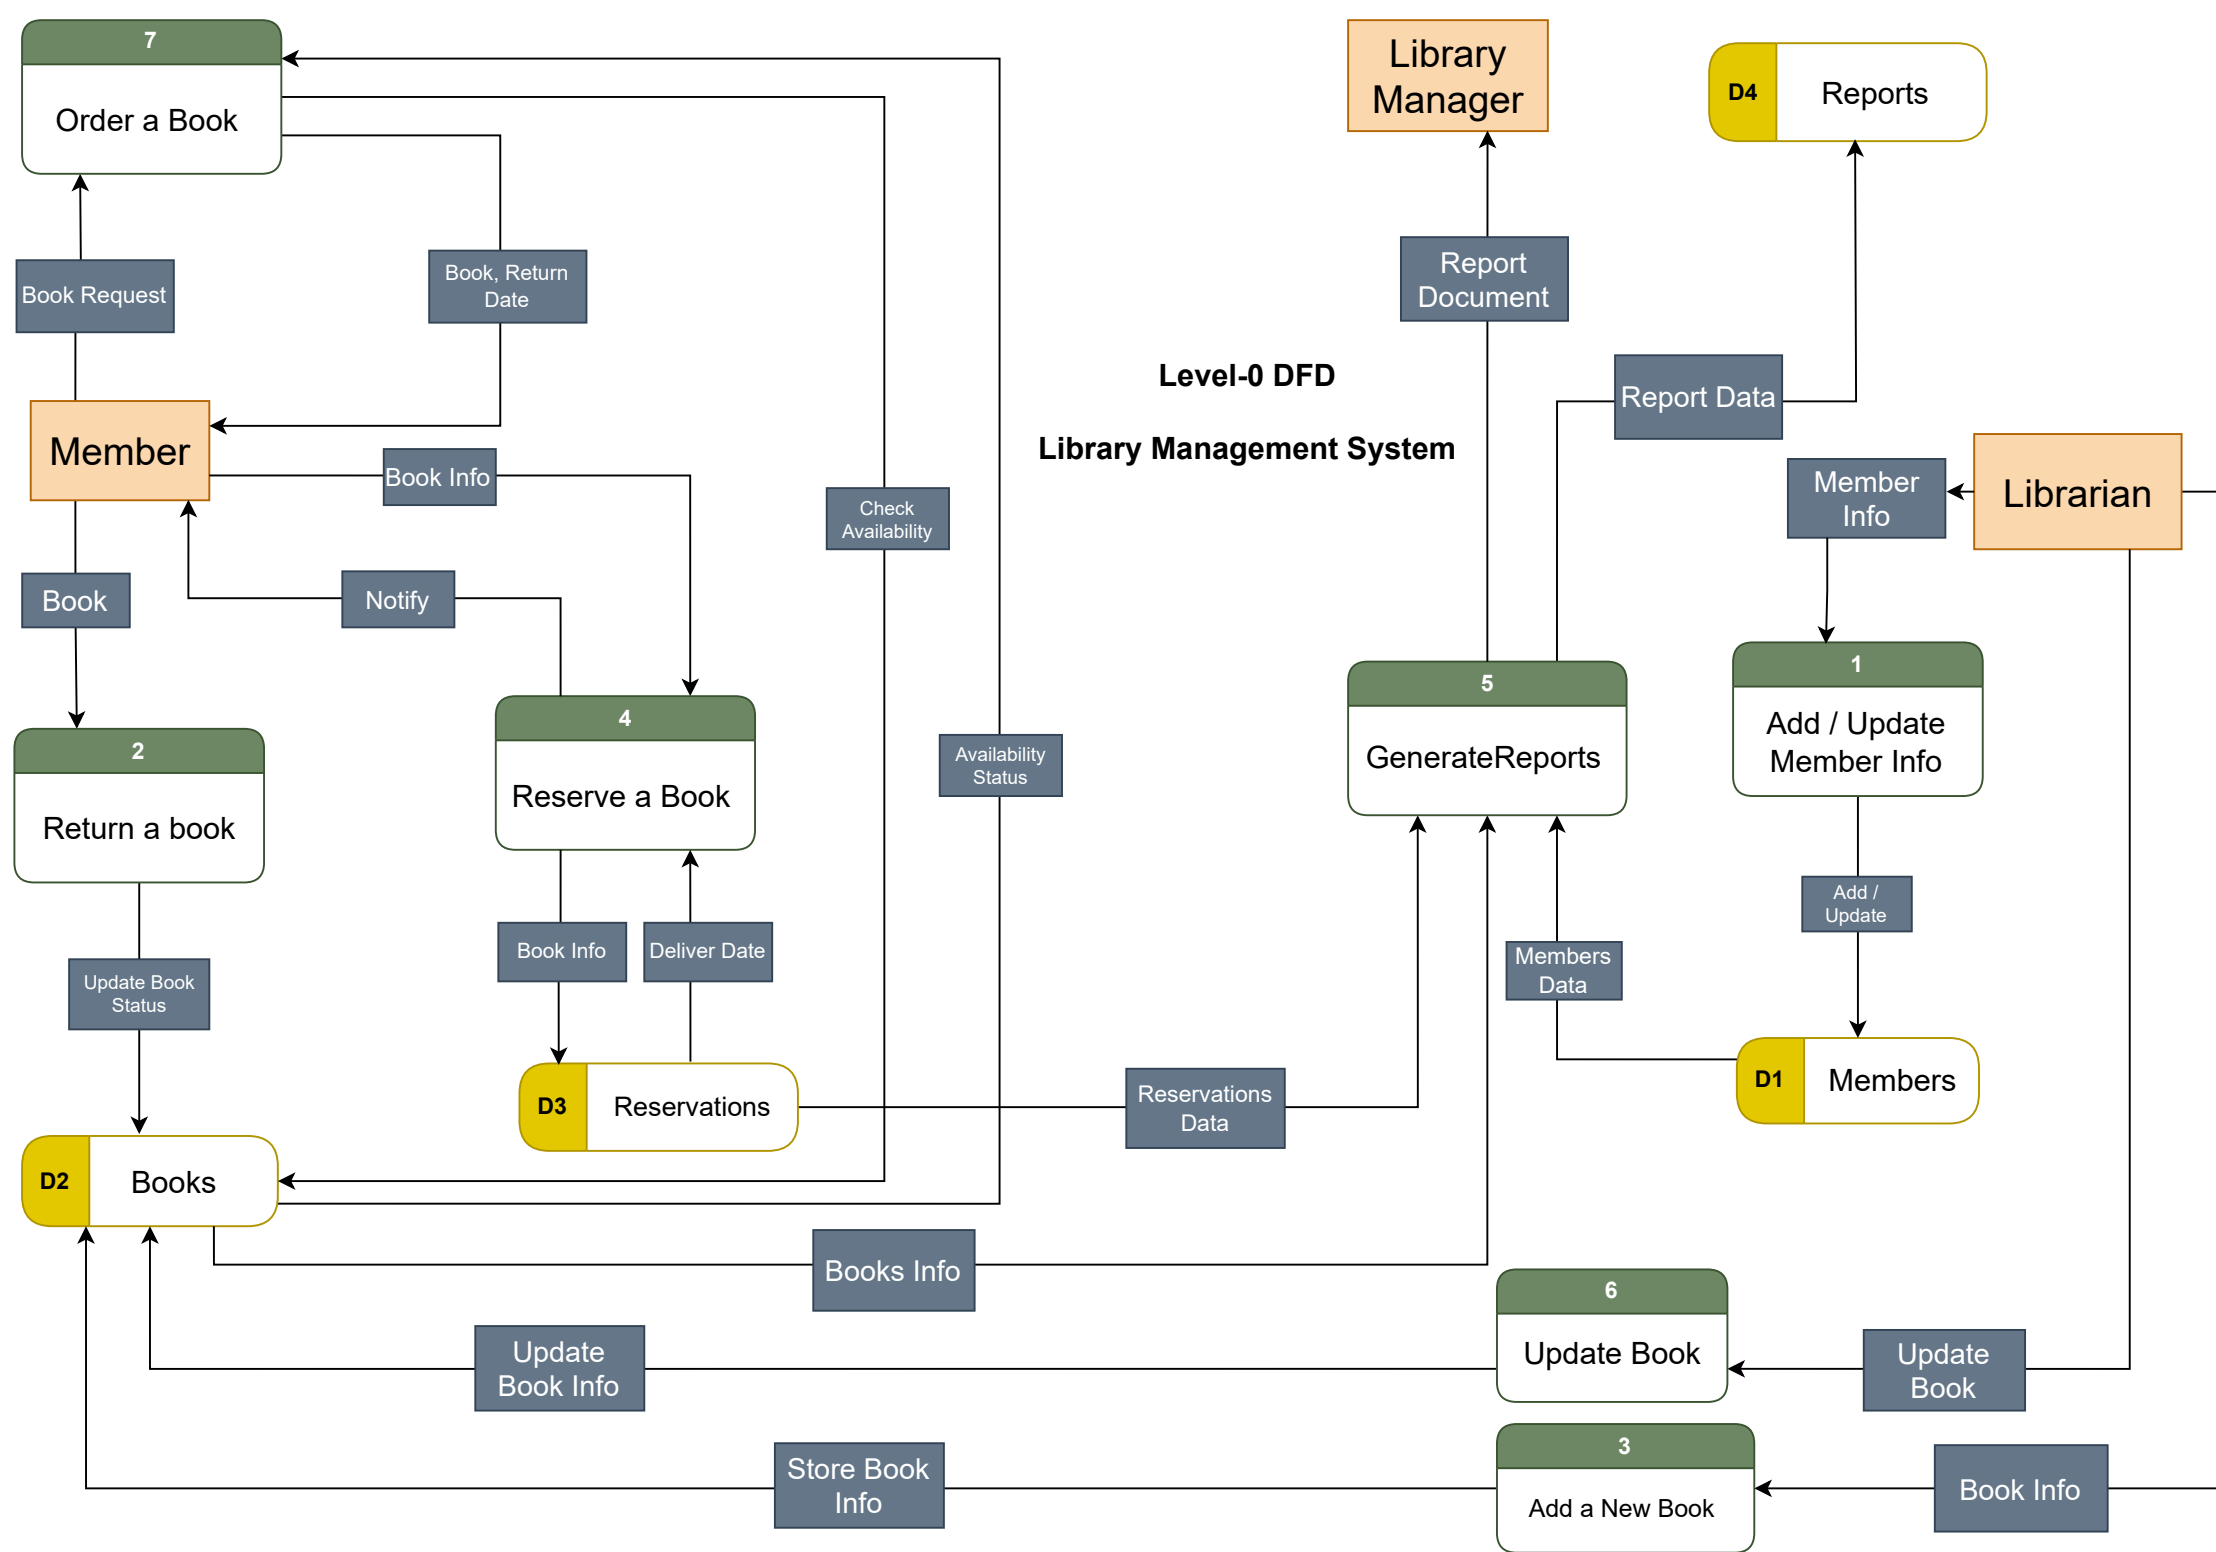 7
Order a Book
Library
Manager
D4
Reports
Book Request
Book, Return
Date
Report
Document
Level-0 DFD
Library Management System
Report Data
Member
Book Info
Check
Availability
Member
Info
Librarian
Book
Notify
1
Add / Update
Member Info
5
GenerateReports
4
Reserve a Book
2
Return a book
Availability
Status
Add /
Update
Book Info
Deliver Date
Members
Data
Update Book
Status
D3
Reservations
Reservations
Data
D1
Members
D2
Books
Books Info
6
Update Book
Update
Book Info
Update
Book
3
Add a New Book
Store Book
Info
Book Info